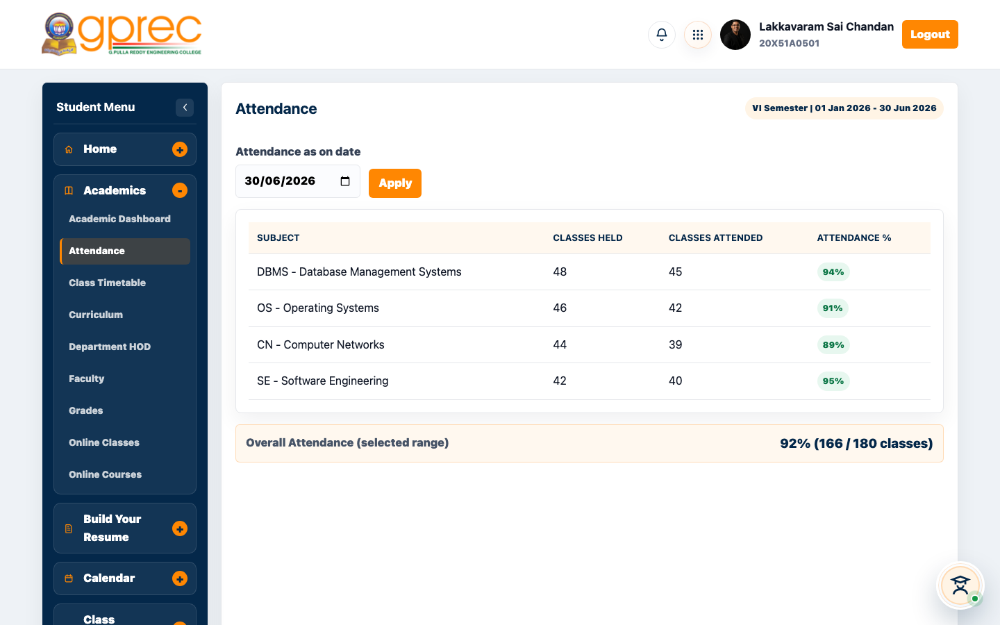 gprec
G.PULLA REDDY ENGINEERING COLLEGE
Lakkavaram Sai Chandan
20X51A0501
Logout
Student Menu
Home
Academics
Academic Dashboard
Attendance
Class Timetable
Curriculum
Department HOD
Faculty
Grades
Online Classes
Online Courses
Build Your
Resume
Calendar
Class
Attendance
VI Semester | 01 Jan 2026 - 30 Jun 2026
Attendance as on date
30/06/2026
Apply
SUBJECT CLASSES HELD CLASSES ATTENDED ATTENDANCE %
DBMS - Database Management Systems 48 45 94%
OS - Operating Systems 46 42 91%
CN - Computer Networks 44 39 89%
SE - Software Engineering 42 40 95%
Overall Attendance (selected range) 92% (166 / 180 classes)